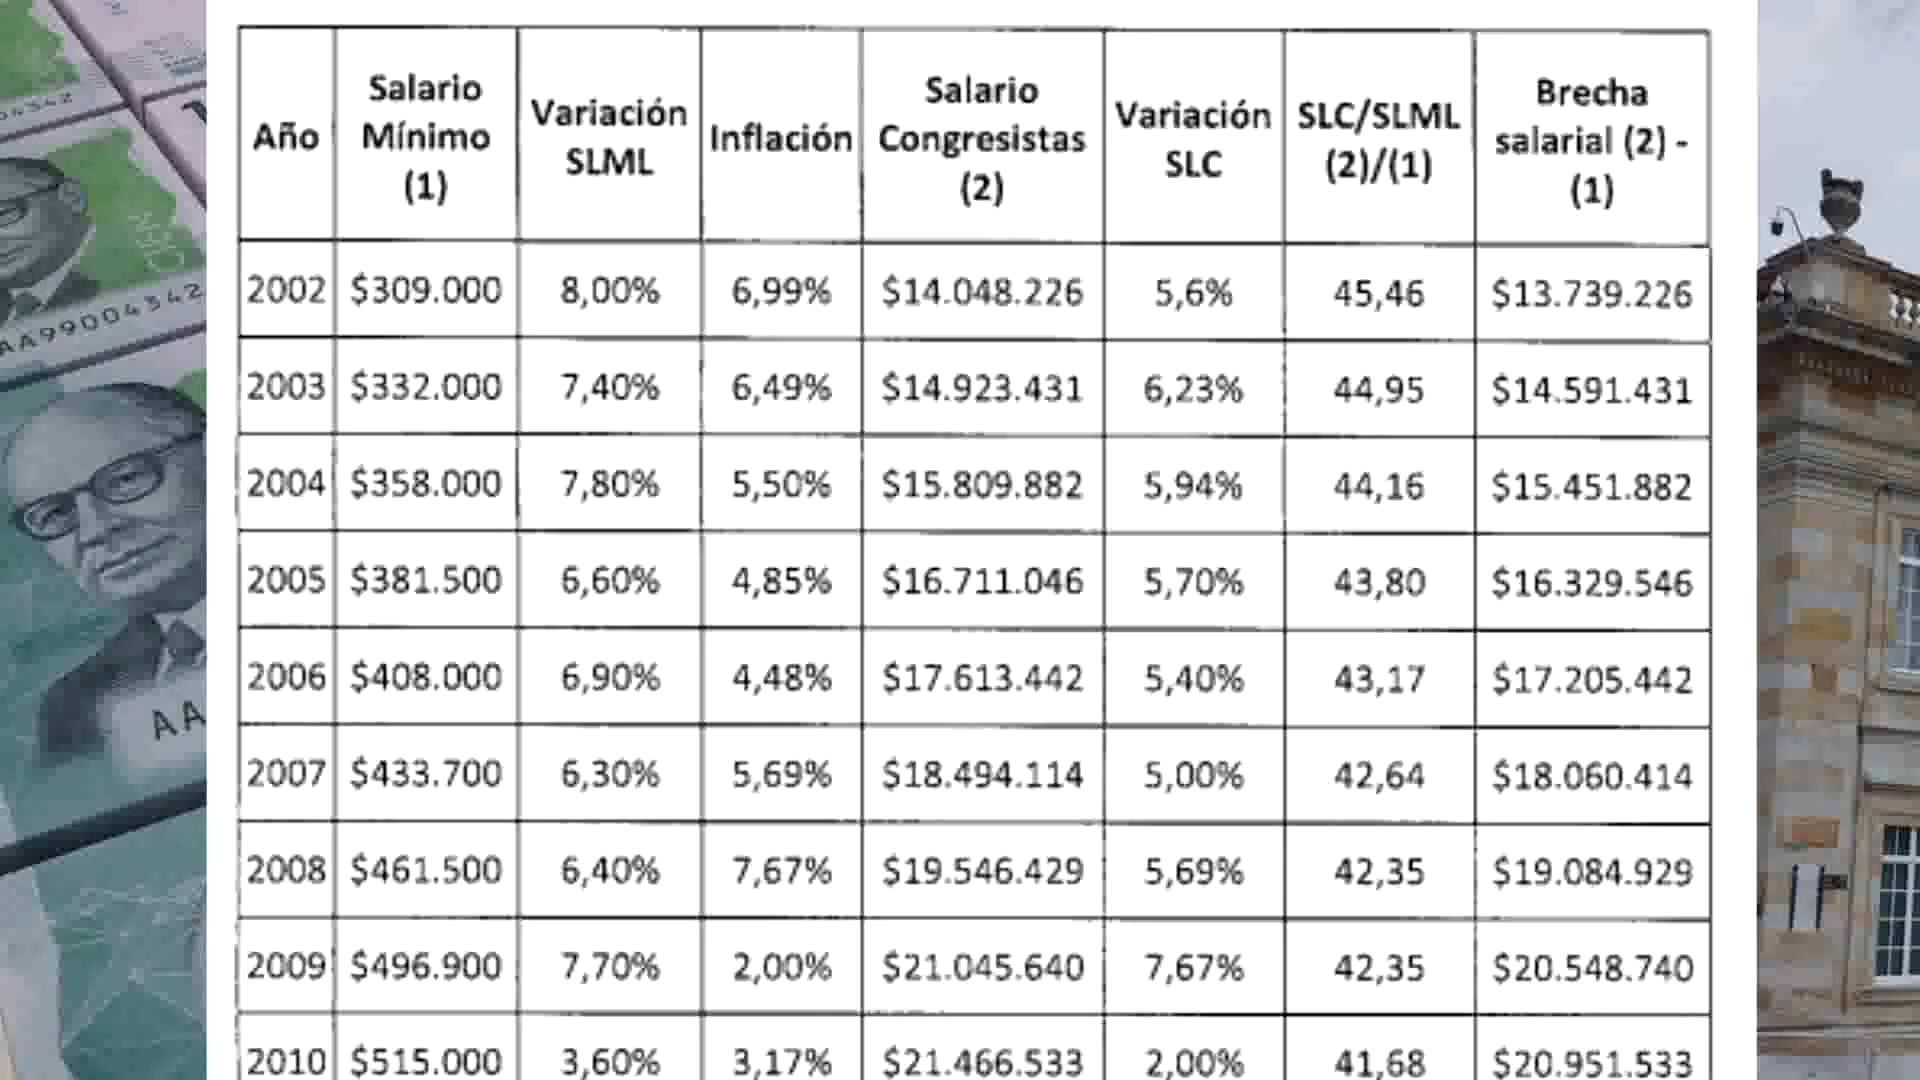 Año Salario Mínimo (1) Variación SLML Inflación Salario Congresistas (2) Variación SLC SLC/SLML (2)/(1) Brecha salarial (2) - (1)
2002 $309.000 8,00% 6,99% $14.048.226 5,6% 45,46 $13.739.226
2003 $332.000 7,40% 6,49% $14.923.431 6,23% 44,95 $14.591.431
2004 $358.000 7,80% 5,50% $15.809.882 5,94% 44,16 $15.451.882
2005 $381.500 6,60% 4,85% $16.711.046 5,70% 43,80 $16.329.546
2006 $408.000 6,90% 4,48% $17.613.442 5,40% 43,17 $17.205.442
2007 $433.700 6,30% 5,69% $18.494.114 5,00% 42,64 $18.060.414
2008 $461.500 6,40% 7,67% $19.546.429 5,69% 42,35 $19.084.929
2009 $496.900 7,70% 2,00% $21.045.640 7,67% 42,35 $20.548.740
2010 $515.000 3,60% 3,17% $21.466.533 2,00% 41,68 $20.951.533
AA99004342
AA